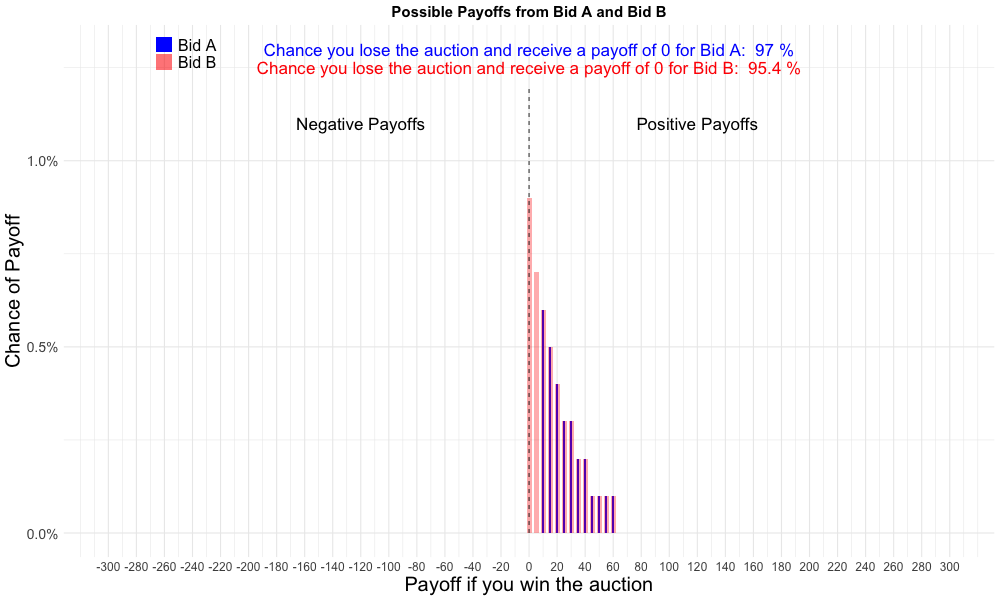 Possible Payoffs from Bid A and Bid B
Bid A
Bid B
Chance you lose the auction and receive a payoff of 0 for Bid A:  97 %
Chance you lose the auction and receive a payoff of 0 for Bid B:  95.4 %
Negative Payoffs
Positive Payoffs
Chance of Payoff
1.0%
0.5%
0.0%
-300 -280 -260 -240 -220 -200 -180 -160 -140 -120 -100 -80 -60 -40 -20 0 20 40 60 80 100 120 140 160 180 200 220 240 260 280 300
Payoff if you win the auction